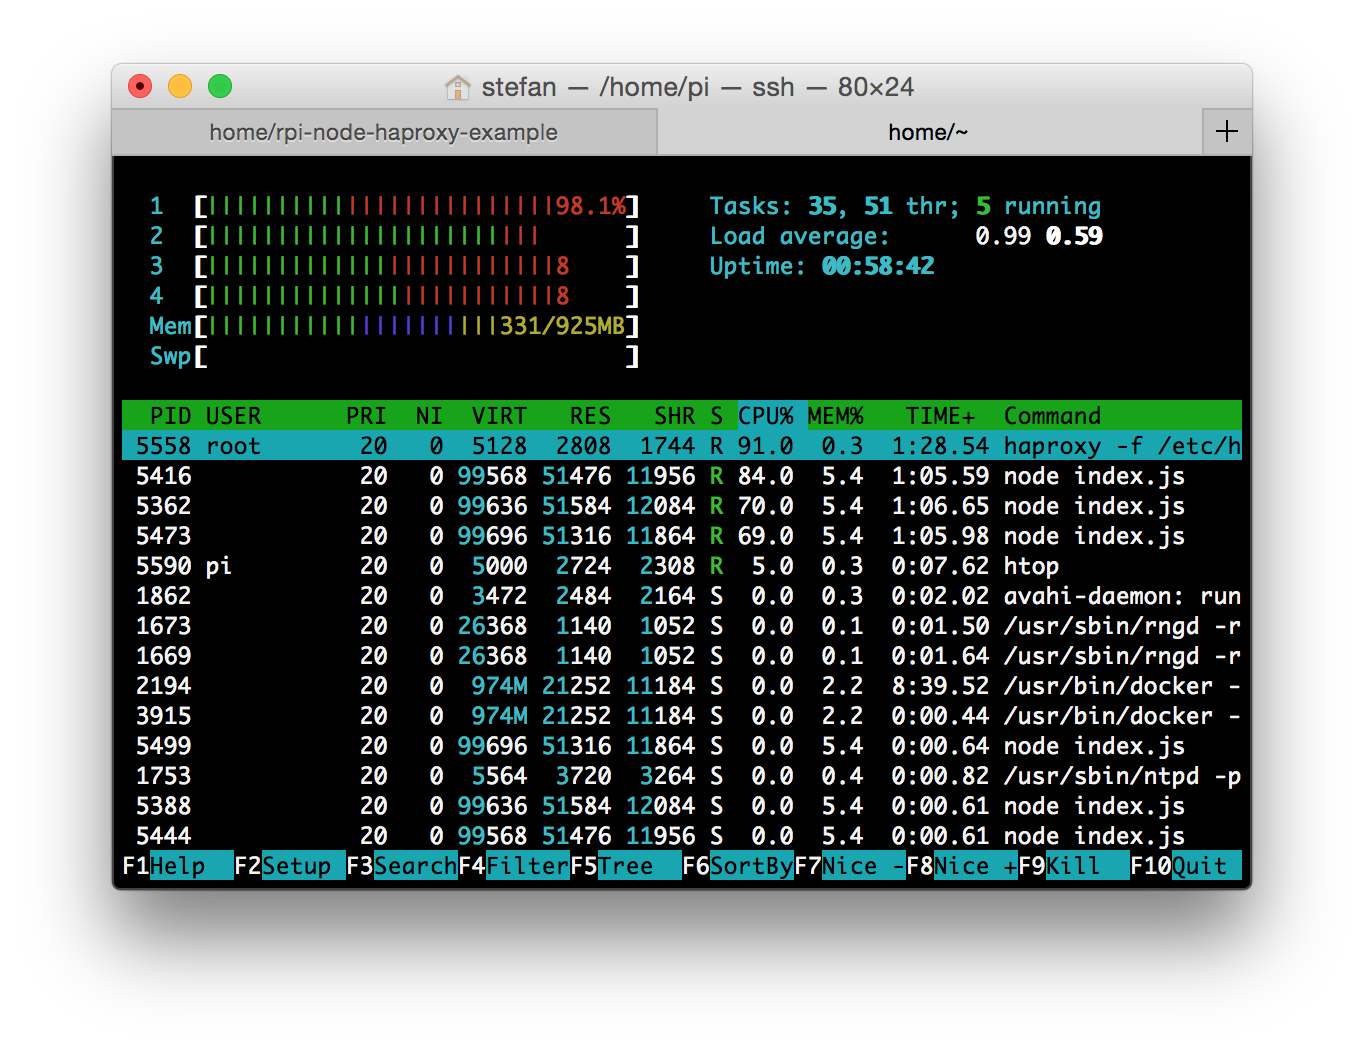 stefan — /home/pi — ssh — 80×24
home/rpi-node-haproxy-example home/~ +
1 [||||||||||||||||||||||||98.1%] Tasks: 35, 51 thr; 5 running
2 [|||||||||||||||||||||||| ] Load average: 0.99 0.59
3 [|||||||||||||||||||||||||8 ] Uptime: 00:58:42
4 [|||||||||||||||||||||||||8 ]
Mem[|||||||||||||||||||||331/925MB]
Swp[ ]
PID USER PRI NI VIRT RES SHR S CPU% MEM% TIME+ Command
5558 root 20 0 5128 2808 1744 R 91.0 0.3 1:28.54 haproxy -f /etc/h
5416 20 0 99568 51476 11956 R 84.0 5.4 1:05.59 node index.js
5362 20 0 99636 51584 12084 R 70.0 5.4 1:06.65 node index.js
5473 20 0 99696 51316 11864 R 69.0 5.4 1:05.98 node index.js
5590 pi 20 0 5000 2724 2308 R 5.0 0.3 0:07.62 htop
1862 20 0 3472 2484 2164 S 0.0 0.3 0:02.02 avahi-daemon: run
1673 20 0 26368 1140 1052 S 0.0 0.1 0:01.50 /usr/sbin/rngd -r
1669 20 0 26368 1140 1052 S 0.0 0.1 0:01.64 /usr/sbin/rngd -r
2194 20 0 974M 21252 11184 S 0.0 2.2 8:39.52 /usr/bin/docker -
3915 20 0 974M 21252 11184 S 0.0 2.2 0:00.44 /usr/bin/docker -
5499 20 0 99696 51316 11864 S 0.0 5.4 0:00.64 node index.js
1753 20 0 5564 3720 3264 S 0.0 0.4 0:00.82 /usr/sbin/ntpd -p
5388 20 0 99636 51584 12084 S 0.0 5.4 0:00.61 node index.js
5444 20 0 99568 51476 11956 S 0.0 5.4 0:00.61 node index.js
F1Help F2Setup F3SearchF4FilterF5Tree F6SortByF7Nice -F8Nice +F9Kill F10Quit